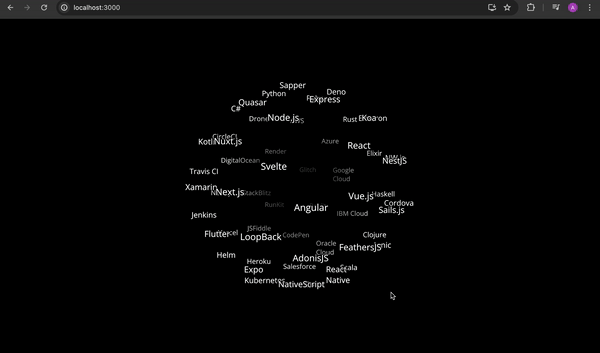 localhost:3000
A
Sapper
Python
Deno
Quasar
Express
C#
Drone
Node.js
Rust
Koa
CircleCI
Nuxt.js
Azure
React
Render
Elixir
NestJS
DigitalOcean
Svelte
Glitch
Google
Cloud
Travis CI
Xamarin
Next.js
StackBlitz
Vue.js
Haskell
Cordova
RunKit
Angular
IBM Cloud
Sails.js
Jenkins
JSFiddle
Flutter
LoopBack
CodePen
Clojure
Oracle
Cloud
FeathersJS
Helm
Heroku
AdonisJS
Expo
Salesforce
React
Native
Kubernetes
NativeScript